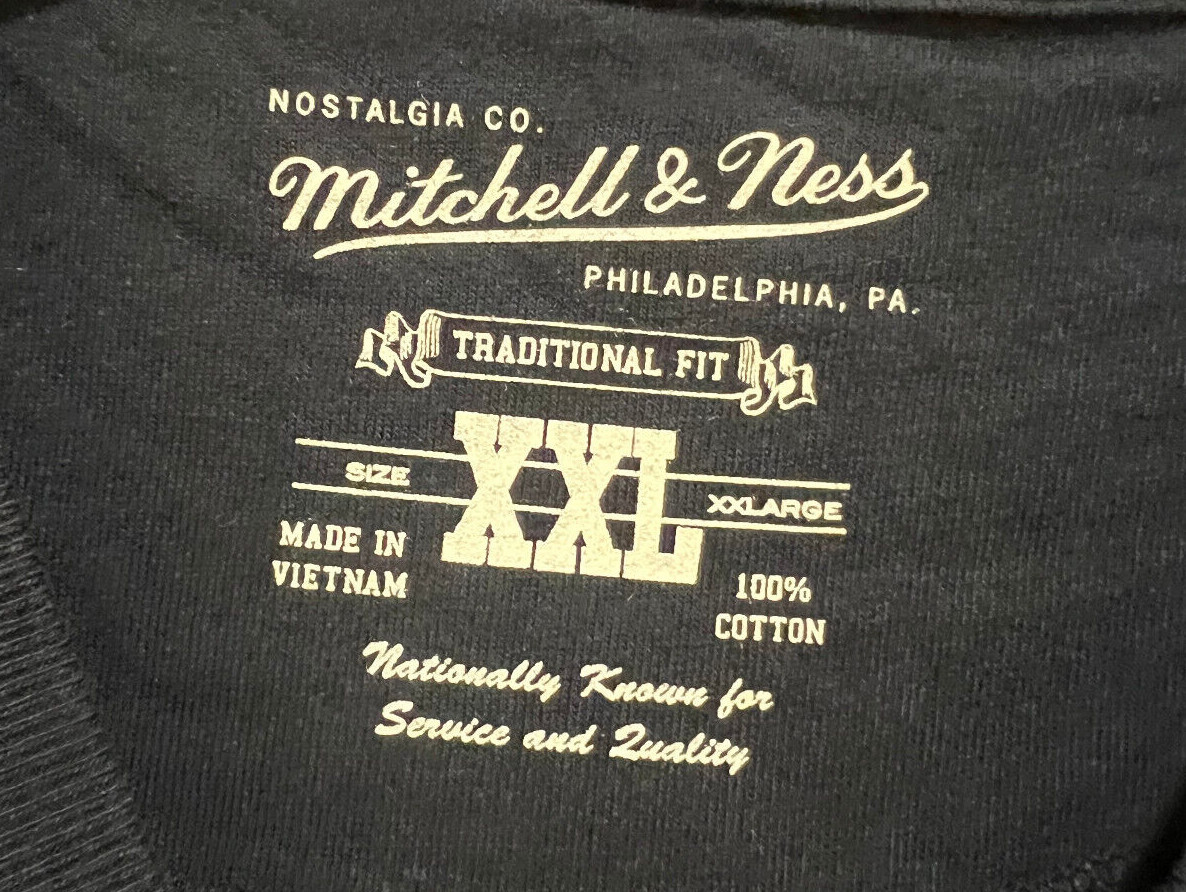 NOSTALGIA CO.
Mitchell & Ness
PHILADELPHIA, PA.
TRADITIONAL FIT
SIZE XXL XXLARGE
MADE IN
VIETNAM
100%
COTTON
Nationally Known for
Service and Quality